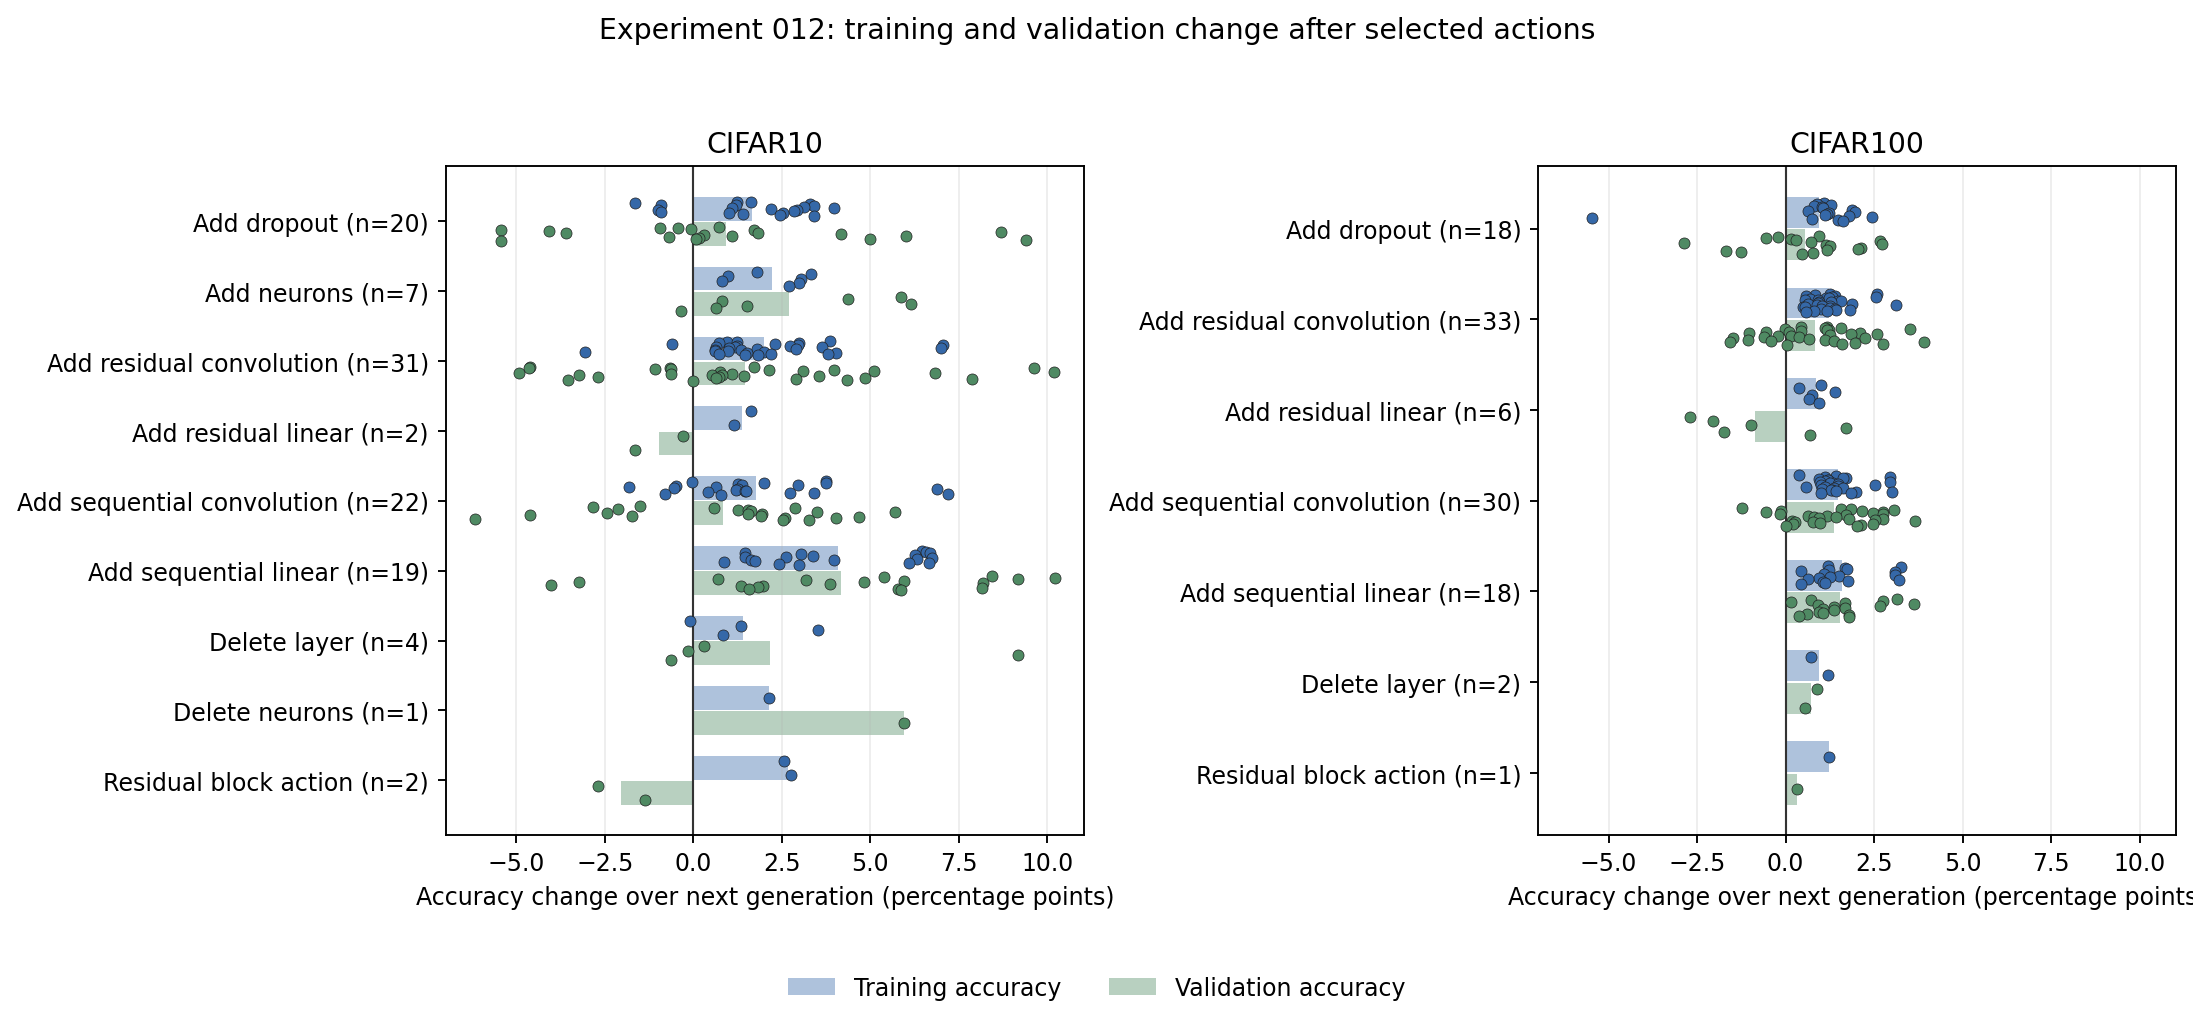 Experiment 012: training and validation change after selected actions
CIFAR10
Add dropout (n=20)
Add neurons (n=7)
Add residual convolution (n=31)
Add residual linear (n=2)
Add sequential convolution (n=22)
Add sequential linear (n=19)
Delete layer (n=4)
Delete neurons (n=1)
Residual block action (n=2)
−5.0 −2.5 0.0 2.5 5.0 7.5 10.0
Accuracy change over next generation (percentage points)
CIFAR100
Add dropout (n=18)
Add residual convolution (n=33)
Add residual linear (n=6)
Add sequential convolution (n=30)
Add sequential linear (n=18)
Delete layer (n=2)
Residual block action (n=1)
−5.0 −2.5 0.0 2.5 5.0 7.5 10.0
Accuracy change over next generation (percentage points
Training accuracy
Validation accuracy